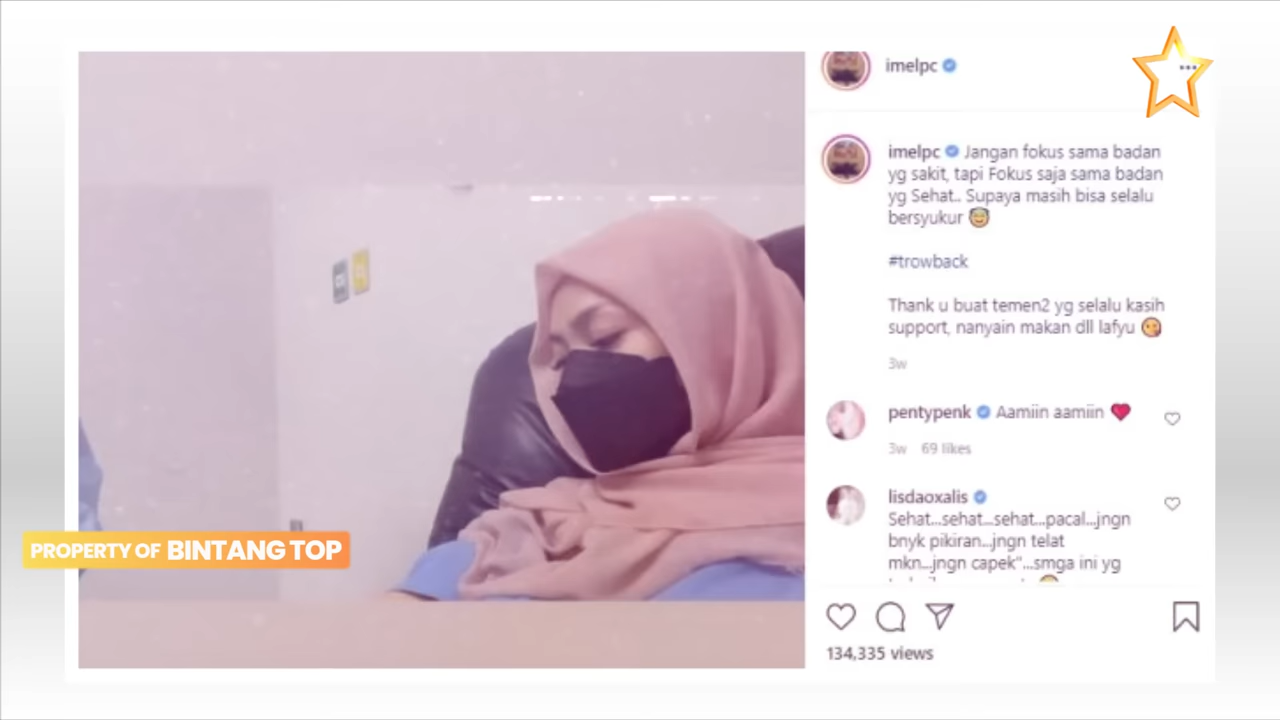 imelpc
imelpc Jangan fokus sama badan
yg sakit, tapi Fokus saja sama badan
yg Sehat.. Supaya masih bisa selalu
bersyukur
#trowback
Thank u buat temen2 yg selalu kasih
support, nanyain makan dll lafyu
3w
pentypenk Aamiin aamiin
3w 69 likes
lisdaoxalis
Sehat...sehat...sehat...pacal...jngn
bnyk pikiran...jngn telat
mkn...jngn capek"...smga ini yg
134,335 views
PROPERTY OF BINTANG TOP